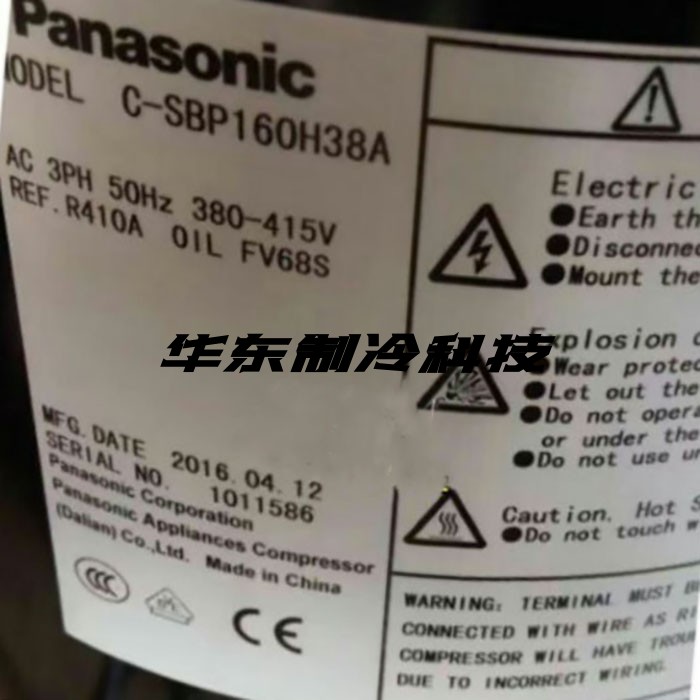 Panasonic
MODEL C-SBP160H38A
AC 3PH 50Hz 380-415V
REF.R410A OIL FV68S
华东制冷科技
MFG.DATE 2016.04.12
SERIAL NO. 1011586
Panasonic Corporation
Panasonic Appliances Compressor
(Dalian) Co.,Ltd. Made in China
CCC
CE
Electric
●Earth th
●Disconnec
●Mount the
Explosion o
●Wear protec
●Let out the
●Do not opera
or under the
●Do not use un
Caution. Hot S
●Do not touch w
WARNING: TERMINAL MUST B
CONNECTED WITH WIRE AS R
COMPRESSOR WILL HAVE TROU
DUE TO INCORRECT WIRING.